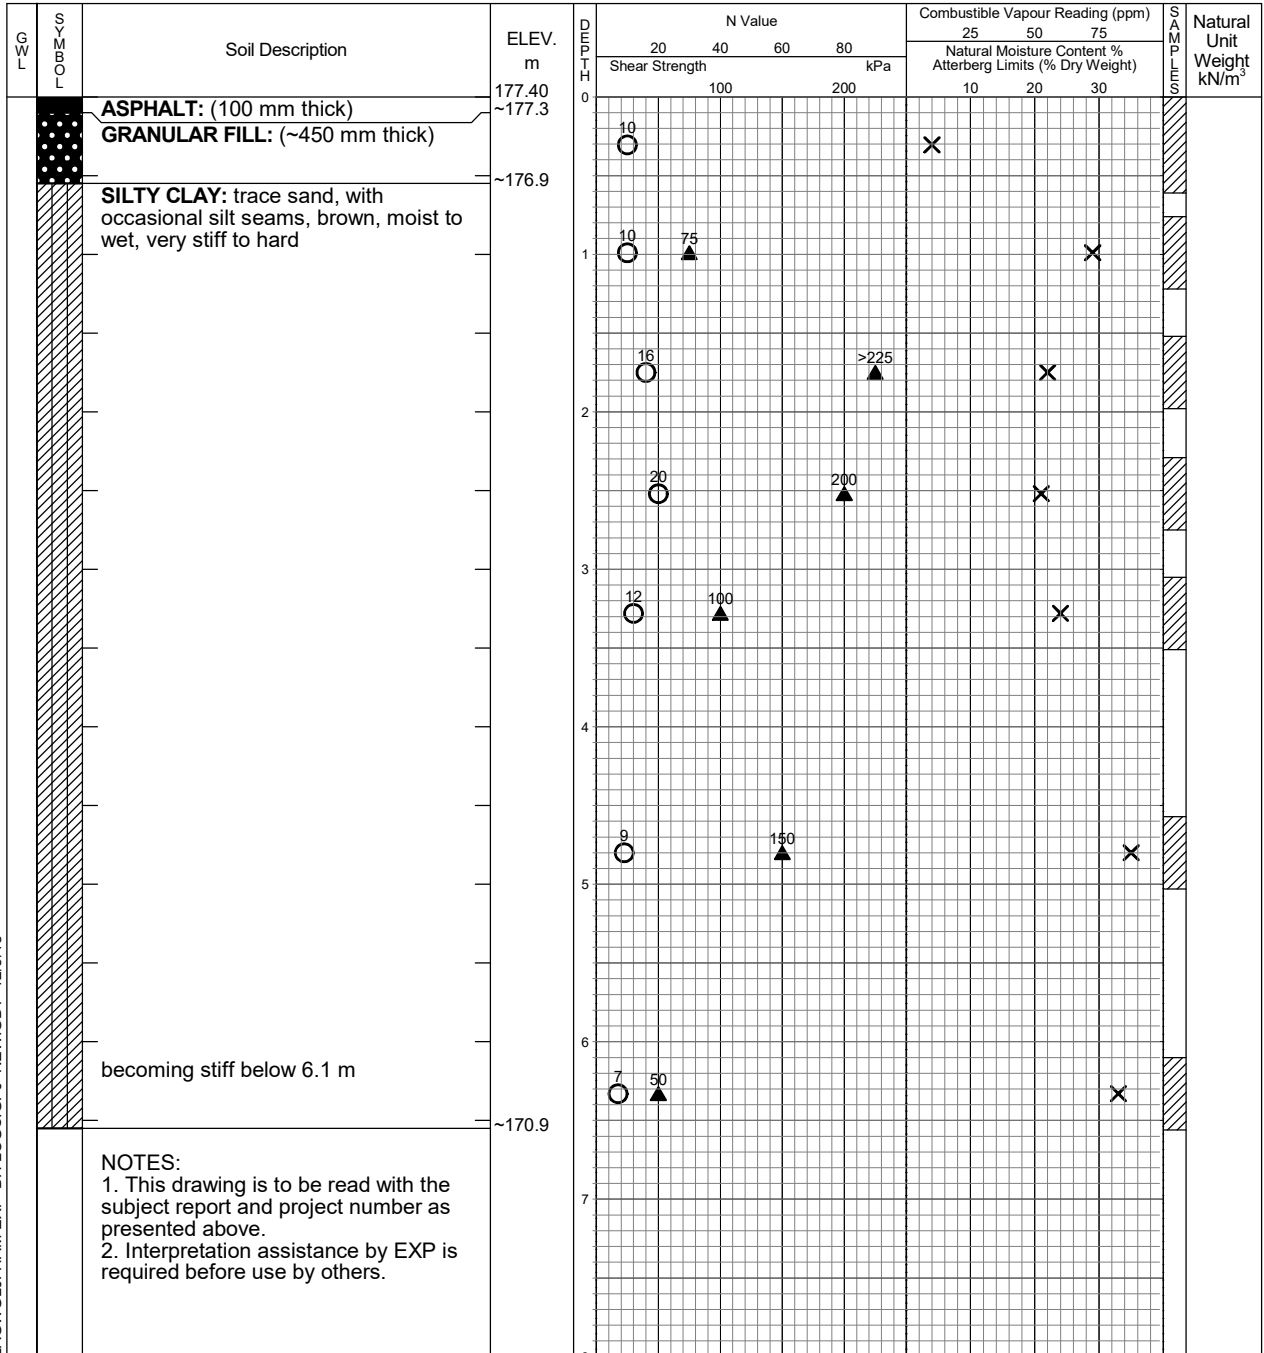 GWL
SYMBOL
Soil Description
ELEV.
m
177.40
DEPTH
N Value
20 40 60 80
Shear Strength kPa
100 200
Combustible Vapour Reading (ppm)
25 50 75
Natural Moisture Content %
Atterberg Limits (% Dry Weight)
10 20 30
SAMPLES
Natural
Unit
Weight
kN/m³
0
ASPHALT: (100 mm thick)
~177.3
GRANULAR FILL: (~450 mm thick)
10
~176.9
SILTY CLAY: trace sand, with
occasional silt seams, brown, moist to
wet, very stiff to hard
10 75
1
16 >225
2
20 200
3
12 100
4
9 150
5
6
becoming stiff below 6.1 m
7 50
~170.9
NOTES:
1. This drawing is to be read with the
subject report and project number as
presented above.
2. Interpretation assistance by EXP is
required before use by others.
7